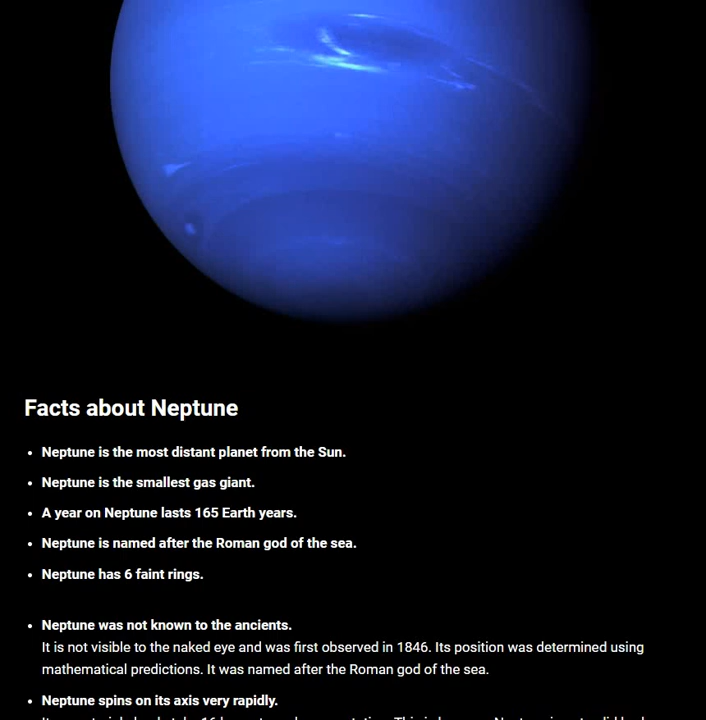 Facts about Neptune
Neptune is the most distant planet from the Sun.
Neptune is the smallest gas giant.
A year on Neptune lasts 165 Earth years.
Neptune is named after the Roman god of the sea.
Neptune has 6 faint rings.
Neptune was not known to the ancients.
It is not visible to the naked eye and was first observed in 1846. Its position was determined using
mathematical predictions. It was named after the Roman god of the sea.
Neptune spins on its axis very rapidly.